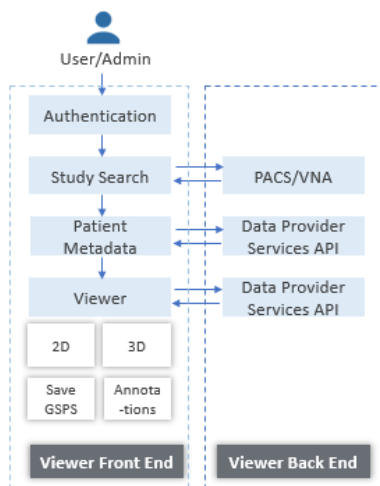 User/Admin
Authentication
Study Search
PACS/VNA
Patient
Metadata
Data Provider
Services API
Viewer
Data Provider
Services API
2D
3D
Save
GSPS
Annota
-tions
Viewer Front End
Viewer Back End